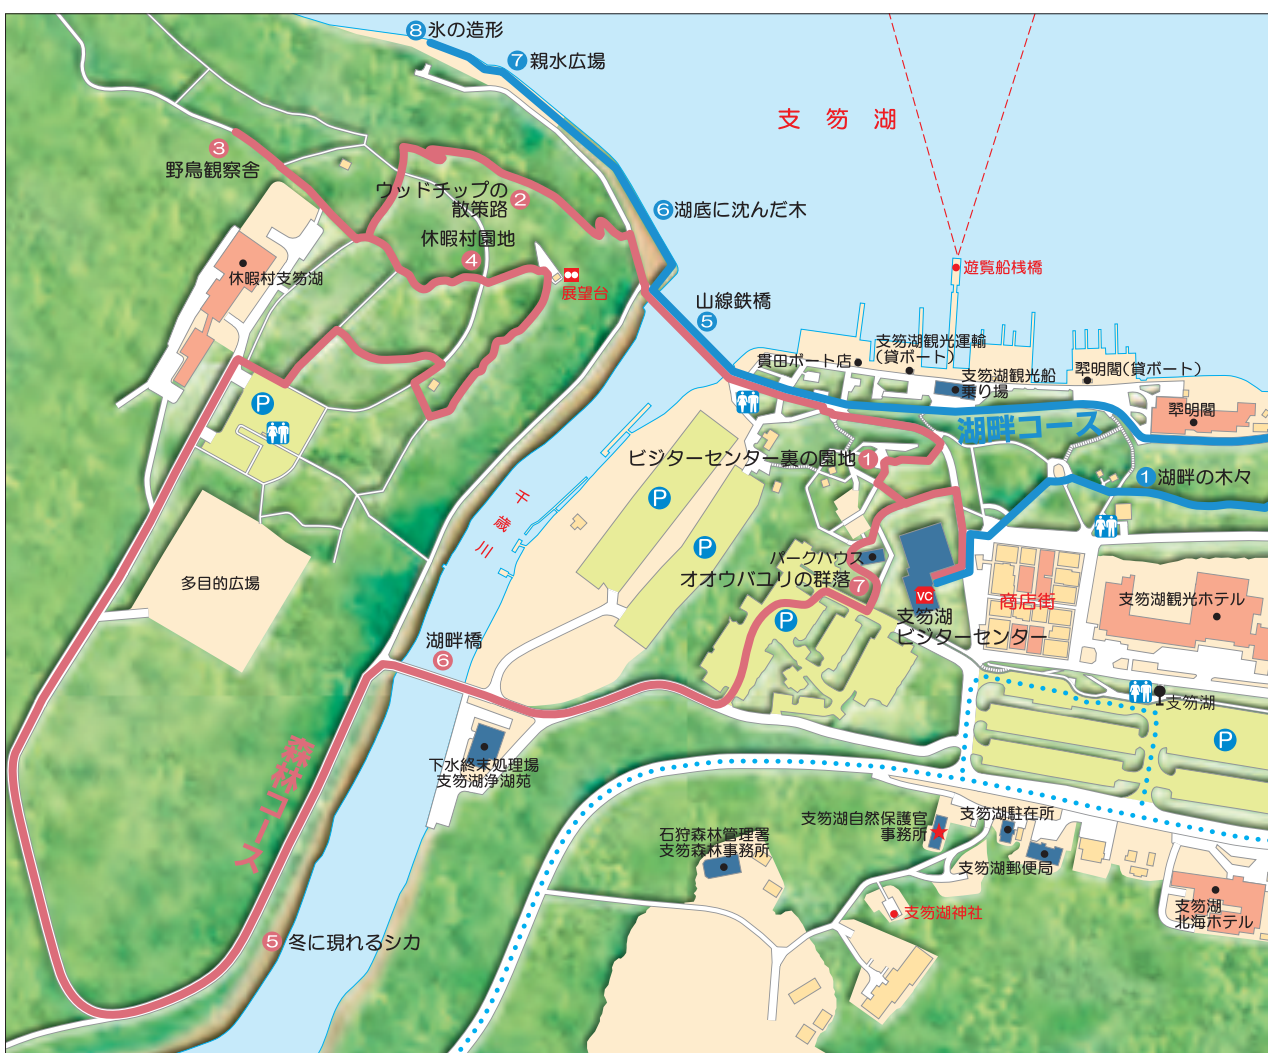 8 氷の造形
7 親水広場
支笏湖
3
野鳥観察舎
ウッドチップの
散策路 2
6 湖底に沈んだ木
休暇村園地
4
休暇村支笏湖
展望台
遊覧船桟橋
山線鉄橋
5
支笏湖観光運輸
(貸ボート)
貫田ボート店
支笏湖観光船
乗り場
翠明閣(貸ボート)
翠明閣
湖畔コース
P
ビジターセンター裏の園地 1
1 湖畔の木々
P
千歳川
P
パークハウス
オオウバユリの群落 7
多目的広場
VC
支笏湖
ビジターセンター
商店街
支笏湖観光ホテル
P
湖畔橋
6
支笏湖
P
森林コース
下水終末処理場
支笏湖浄湖苑
支笏湖自然保護官
事務所
支笏湖駐在所
石狩森林管理署
支笏森林事務所
支笏湖郵便局
支笏湖神社
支笏湖
北海ホテル
5 冬に現れるシカ